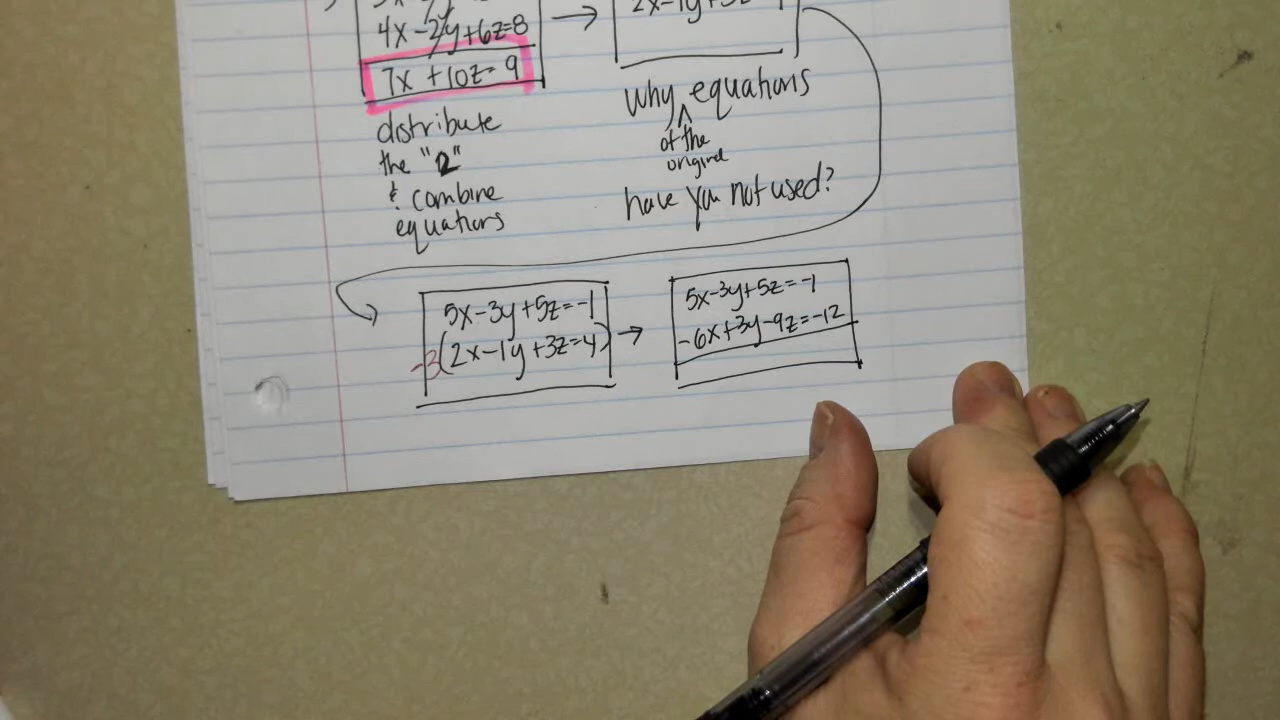 4x-2y+6z=8
7x +10z=9
distribute
the "2"
& combine
equations
Why equations
^
of the
original
have you not used?
5x-3y+5z=-1
-3(2x-1y+3z=4)
5x-3y+5z=-1
-6x+3y-9z=-12